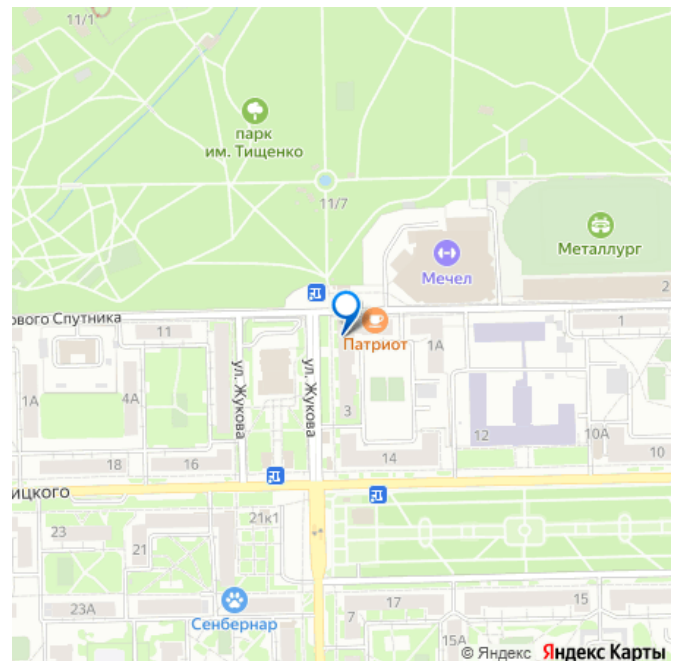 11/1
парк
им. Тищенко
11/7
Металлург
Мечел
2
ового Спутника
11
Патриот
1А
1
ул. Жукова
ул. Жукова
1А
4А
3
12
10А
18
16
14
10
ицкого
23
21к1
21
23А
Сенбернар
7
17
15
15А
© Яндекс Яндекс Карты